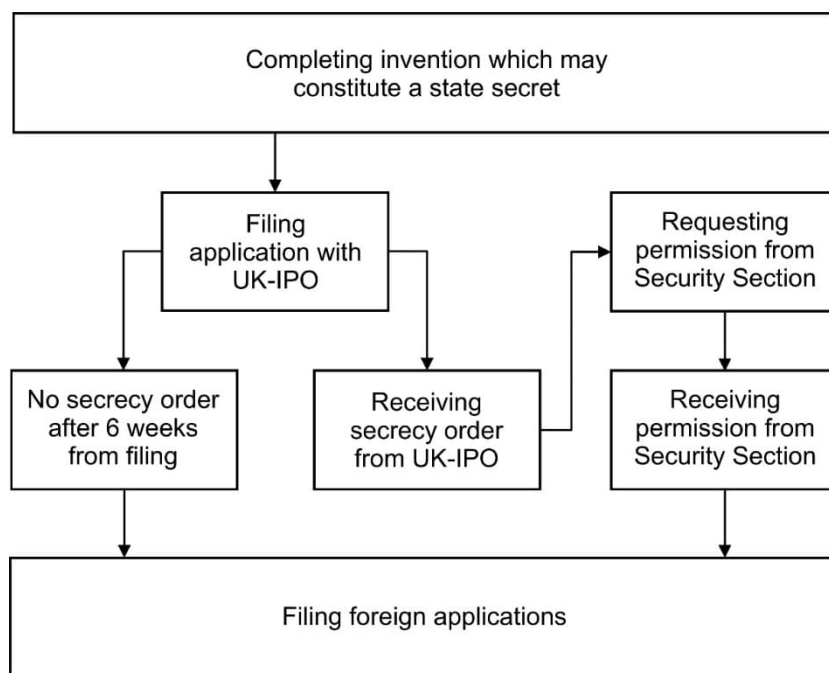 Completing invention which may
constitute a state secret
Filing
application with
UK-IPO
Requesting
permission from
Security Section
No secrecy order
after 6 weeks
from filing
Receiving
secrecy order
from UK-IPO
Receiving
permission from
Security Section
Filing foreign applications